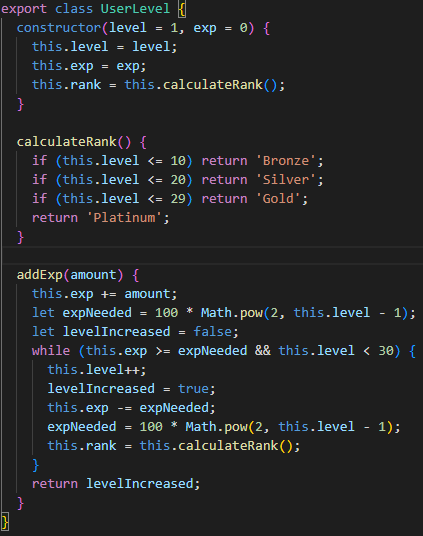 export class UserLevel {
  constructor(level = 1, exp = 0) {
    this.level = level;
    this.exp = exp;
    this.rank = this.calculateRank();
  }

  calculateRank() {
    if (this.level <= 10) return 'Bronze';
    if (this.level <= 20) return 'Silver';
    if (this.level <= 29) return 'Gold';
    return 'Platinum';
  }

  addExp(amount) {
    this.exp += amount;
    let expNeeded = 100 * Math.pow(2, this.level - 1);
    let levelIncreased = false;
    while (this.exp >= expNeeded && this.level < 30) {
      this.level++;
      levelIncreased = true;
      this.exp -= expNeeded;
      expNeeded = 100 * Math.pow(2, this.level - 1);
      this.rank = this.calculateRank();
    }
    return levelIncreased;
  }
}